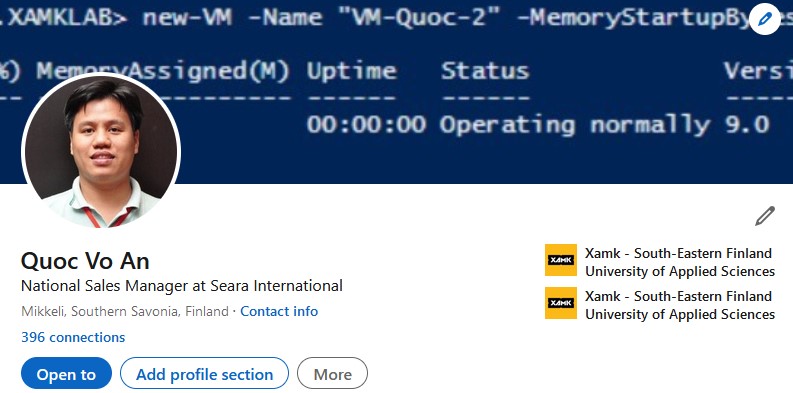 .XAMKLAB> new-VM -Name "VM-Quoc-2" -MemoryStartupBy es
%) MemoryAssigned(M) Uptime Status Versi
-- ----------------- ------ ------ -----
00:00:00 Operating normally 9.0
Quoc Vo An
National Sales Manager at Seara International
Mikkeli, Southern Savonia, Finland · Contact info
396 connections
Open to
Add profile section
More
XAMK
Xamk - South-Eastern Finland
University of Applied Sciences
XAMK
Xamk - South-Eastern Finland
University of Applied Sciences